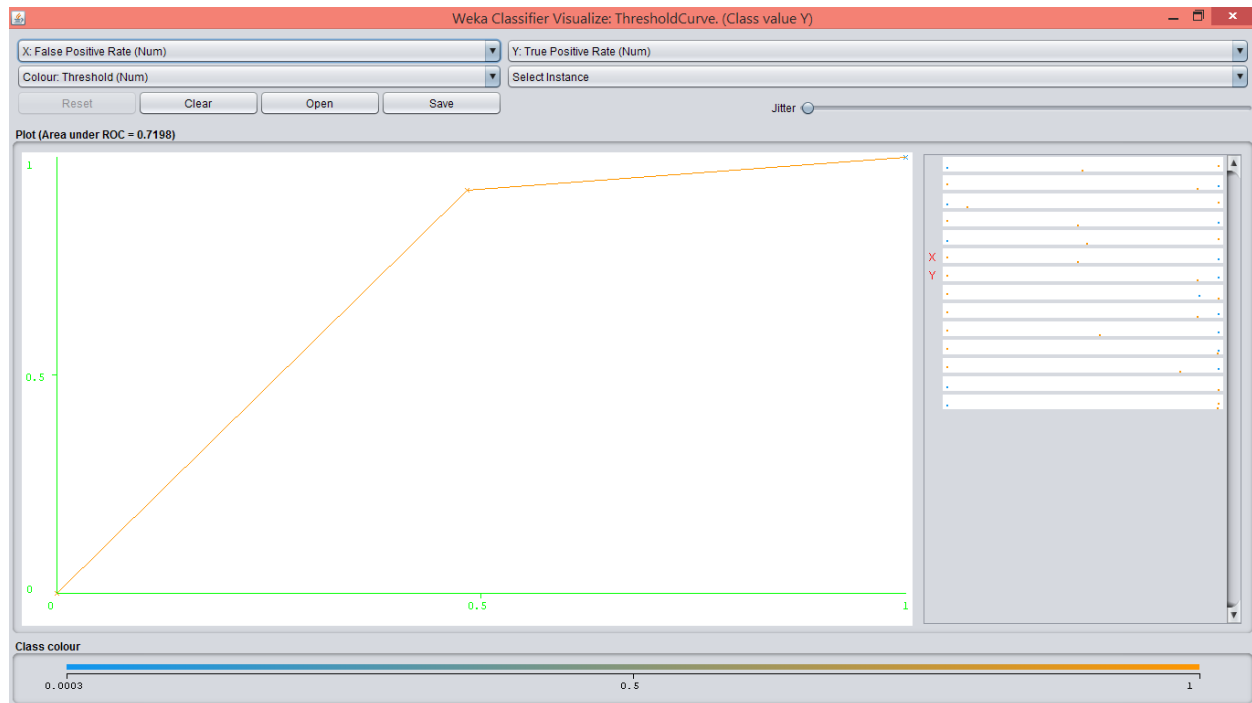 Weka Classifier Visualize: ThresholdCurve. (Class value Y)
X: False Positive Rate (Num) Y: True Positive Rate (Num)
Colour: Threshold (Num) Select Instance
Reset Clear Open Save Jitter
Plot (Area under ROC = 0.7198)
1
0.5
0
0 0.5 1
X
Y
Class colour
0.0003 0.5 1